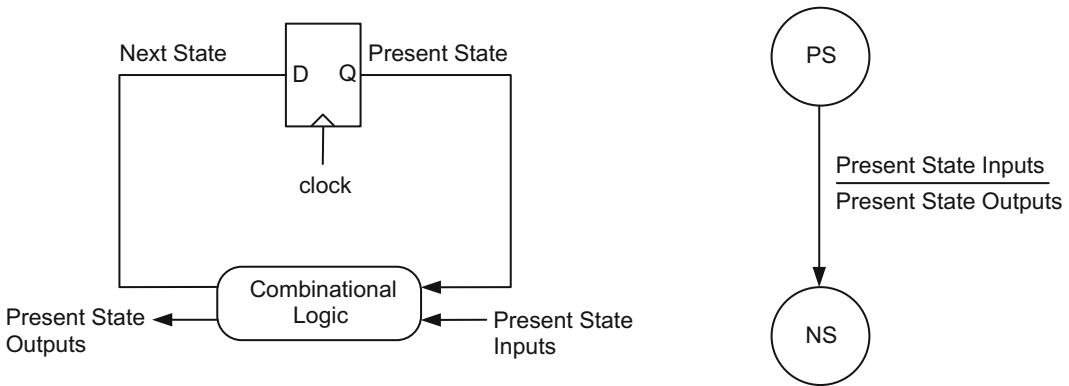 Next State
D
Q
Present State
clock
Combinational
Logic
Present State
Outputs
Present State
Inputs
PS
Present State Inputs
Present State Outputs
NS